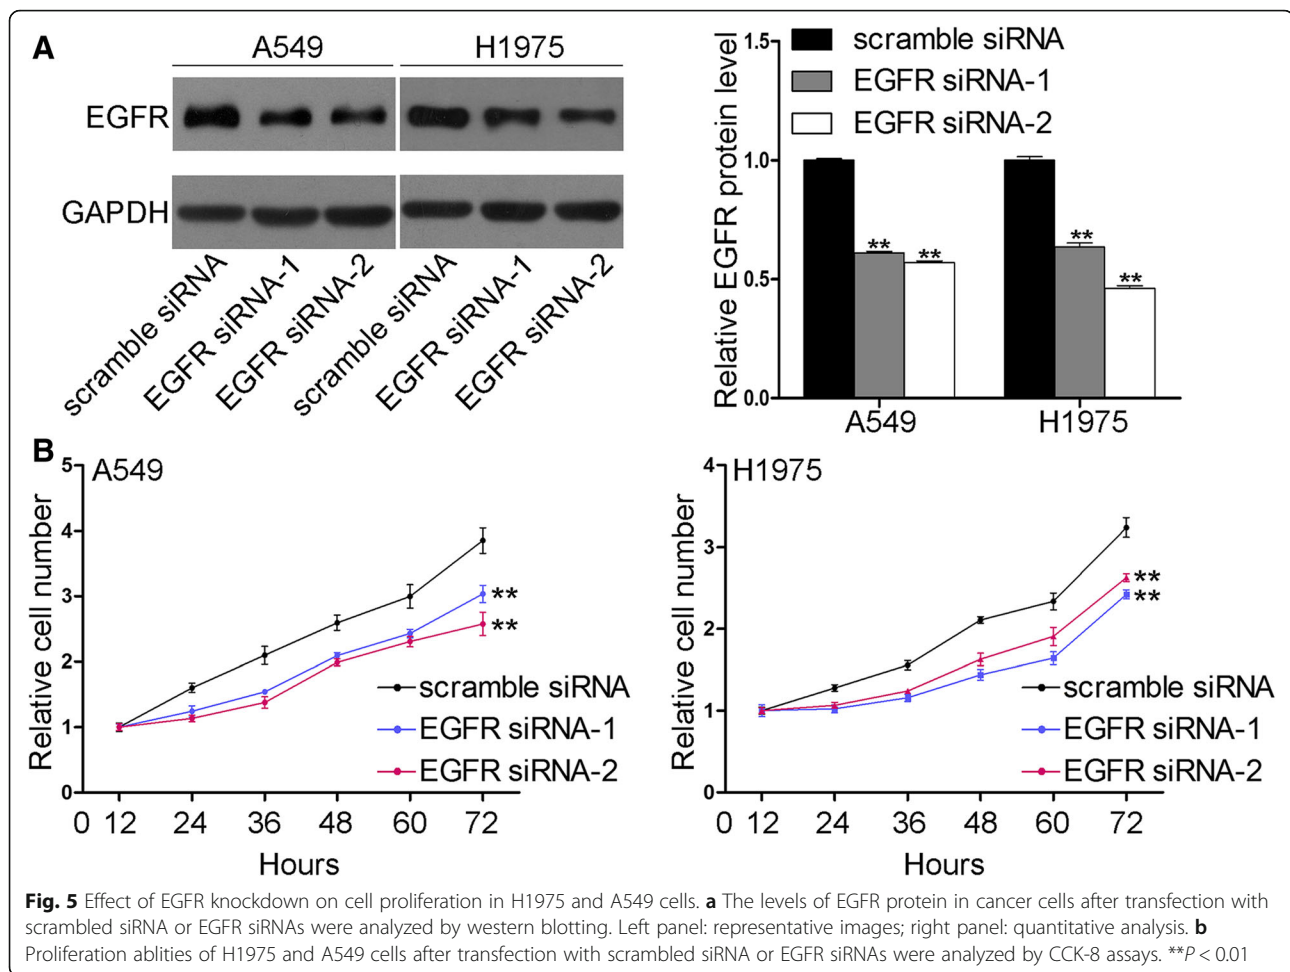 A
A549
H1975
EGFR
GAPDH
scramble siRNA
EGFR siRNA-1
EGFR siRNA-2
scramble siRNA
EGFR siRNA-1
EGFR siRNA-2
Relative EGFR protein level
1.5
1.0
0.5
0.0
scramble siRNA
EGFR siRNA-1
EGFR siRNA-2
**
**
**
**
A549
H1975
B
A549
Relative cell number
5
4
3
2
1
0
**
**
scramble siRNA
EGFR siRNA-1
EGFR siRNA-2
0 12 24 36 48 60 72
Hours
H1975
Relative cell number
4
3
2
1
0
**
**
scramble siRNA
EGFR siRNA-1
EGFR siRNA-2
0 12 24 36 48 60 72
Hours
Fig. 5 Effect of EGFR knockdown on cell proliferation in H1975 and A549 cells. a The levels of EGFR protein in cancer cells after transfection with
scrambled siRNA or EGFR siRNAs were analyzed by western blotting. Left panel: representative images; right panel: quantitative analysis. b
Proliferation ablities of H1975 and A549 cells after transfection with scrambled siRNA or EGFR siRNAs were analyzed by CCK-8 assays. **P < 0.01